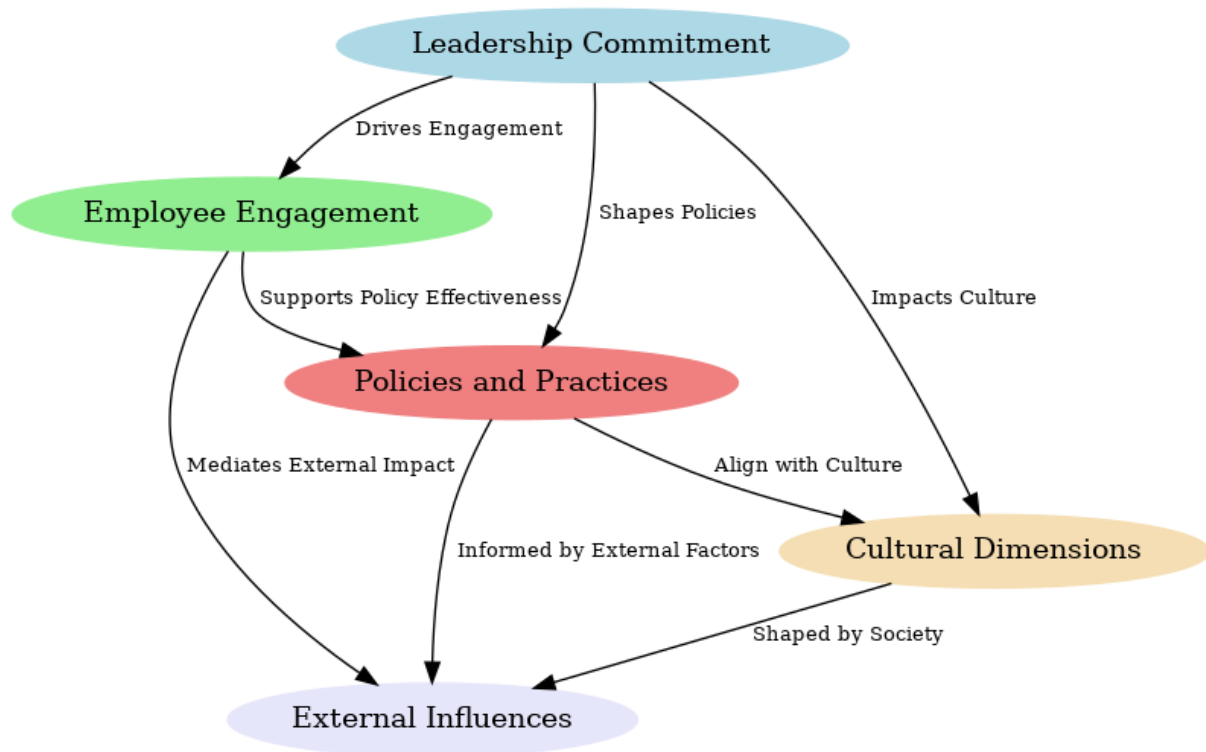 Leadership Commitment
Drives Engagement
Employee Engagement
Shapes Policies
Supports Policy Effectiveness
Impacts Culture
Policies and Practices
Mediates External Impact
Align with Culture
Informed by External Factors
Cultural Dimensions
Shaped by Society
External Influences